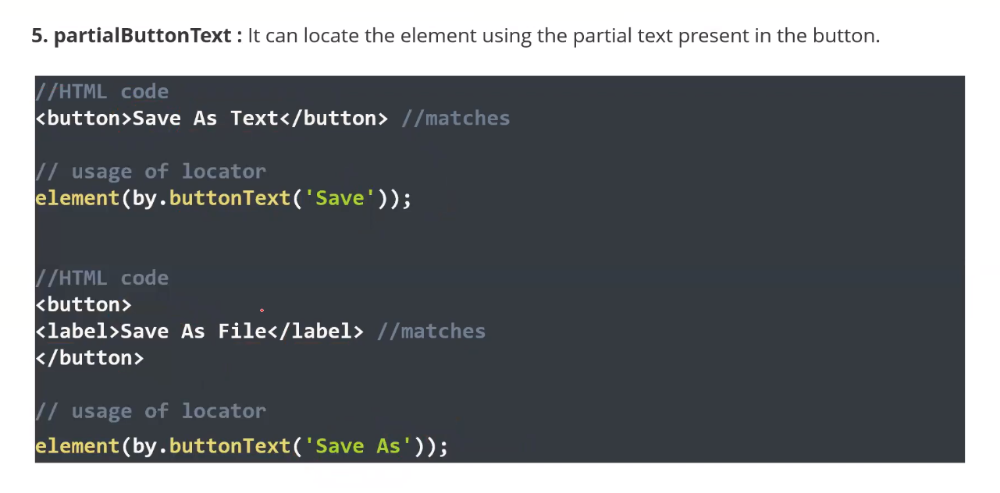 5. partialButtonText : It can locate the element using the partial text present in the button.
//HTML code
<button>Save As Text</button> //matches
// usage of locator
element(by.buttonText('Save'));
//HTML code
<button>
<label>Save As File</label> //matches
</button>
// usage of locator
element(by.buttonText('Save As'));